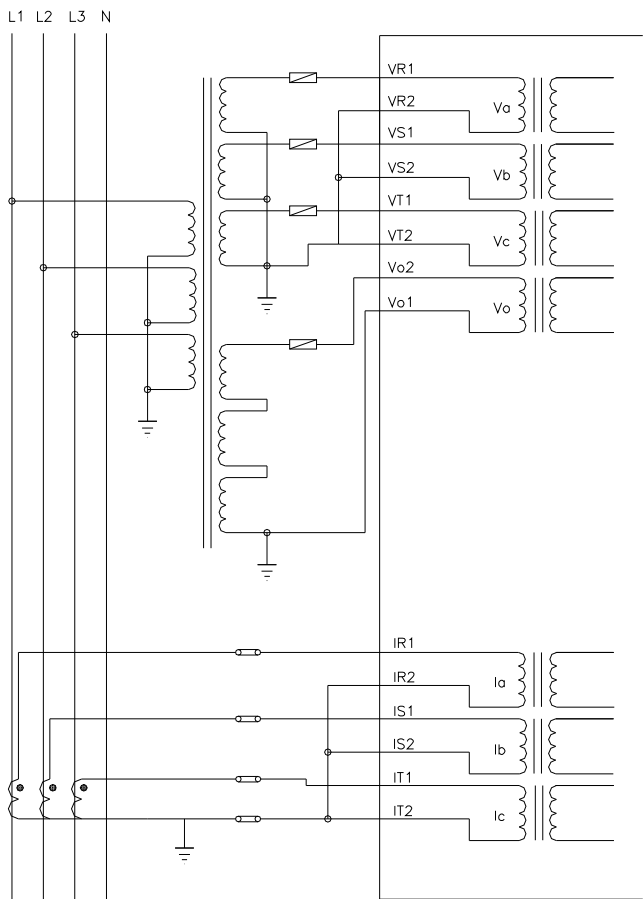 L1 L2 L3 N
VR1
VR2
Va
VS1
VS2
Vb
VT1
VT2
Vc
Vo2
Vo1
Vo
IR1
IR2
Ia
IS1
IS2
Ib
IT1
IT2
Ic